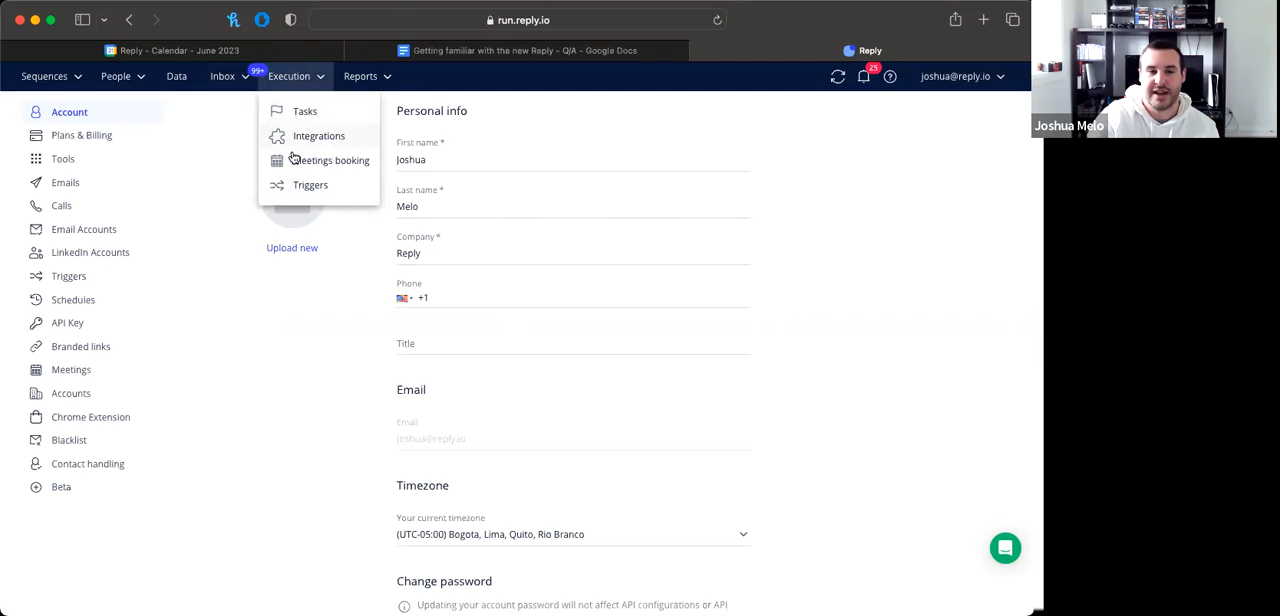 run.reply.io
Reply - Calendar - June 2023
Getting familiar with the new Reply - Q/A - Google Docs
Reply
Sequences
People
Data
Inbox
99+
Execution
Reports
25
joshua@reply.io
Joshua Melo
Tasks
Integrations
Meetings booking
Triggers
Upload new
Account
Plans & Billing
Tools
Emails
Calls
Email Accounts
LinkedIn Accounts
Triggers
Schedules
API Key
Branded links
Meetings
Accounts
Chrome Extension
Blacklist
Contact handling
Beta
Personal info
First name *
Joshua
Last name *
Melo
Company *
Reply
Phone
+1
Title
Email
Email
joshua@reply.io
Timezone
Your current timezone
(UTC-05:00) Bogota, Lima, Quito, Rio Branco
Change password
Updating your account password will not affect API configurations or API